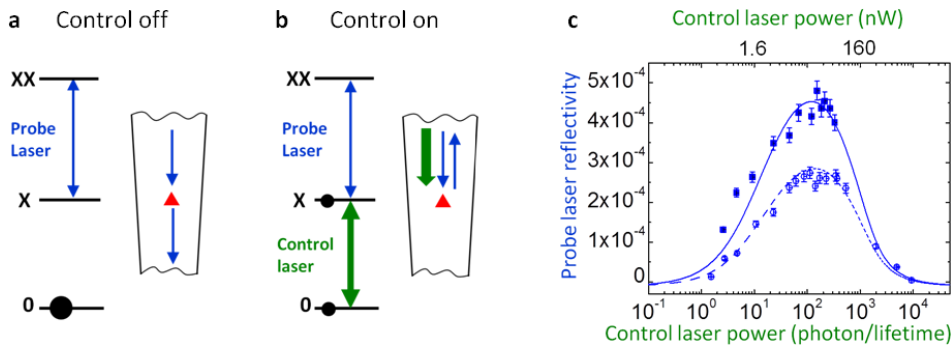 a Control off
XX
Probe
Laser
X
0
b Control on
XX
Probe
Laser
X
Control
laser
0
c Control laser power (nW)
1.6 160
Probe laser reflectivity
5x10⁻⁴
4x10⁻⁴
3x10⁻⁴
2x10⁻⁴
1x10⁻⁴
0
10⁻¹ 10⁰ 10¹ 10² 10³ 10⁴
Control laser power (photon/lifetime)